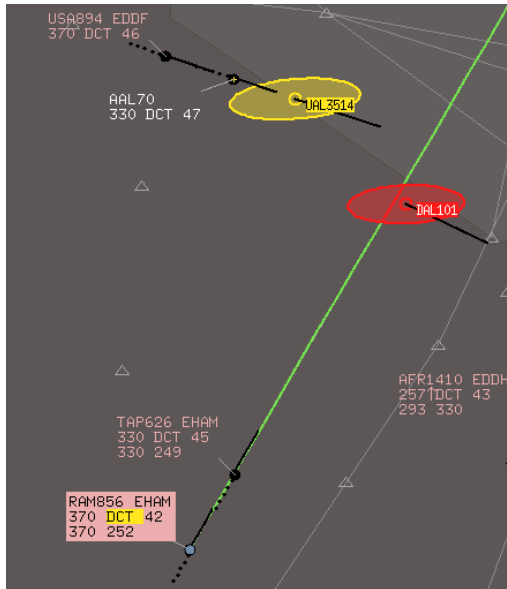 USA894 EDDF
370 DCT 46
AAL70
330 DCT 47
UAL3514
DAL101
AFR1410 EDDH
257↑DCT 43
293 330
TAP626 EHAM
330 DCT 45
330 249
RAM856 EHAM
370 DCT 42
370 252